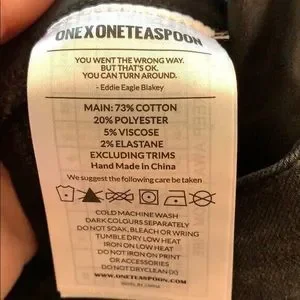 ONEXONETEASPOON
YOU WENT THE WRONG WAY.
BUT THAT'S OK.
YOU CAN TURN AROUND.
- Eddie Eagle Blakey
MAIN: 73% COTTON
20% POLYESTER
5% VISCOSE
2% ELASTANE
EXCLUDING TRIMS
Hand Made in China
We suggest the following care be taken
COLD MACHINE WASH
DARK COLOURS SEPARATELY
DO NOT SOAK, BLEACH OR WRING
TUMBLE DRY LOW HEAT
IRON ON LOW HEAT
DO NOT IRON ON PRINT
OR ACCESSORIES
DO NOT DRYCLEAN (X)
WWW.ONETEASPOON.COM
MADE IN CHINA